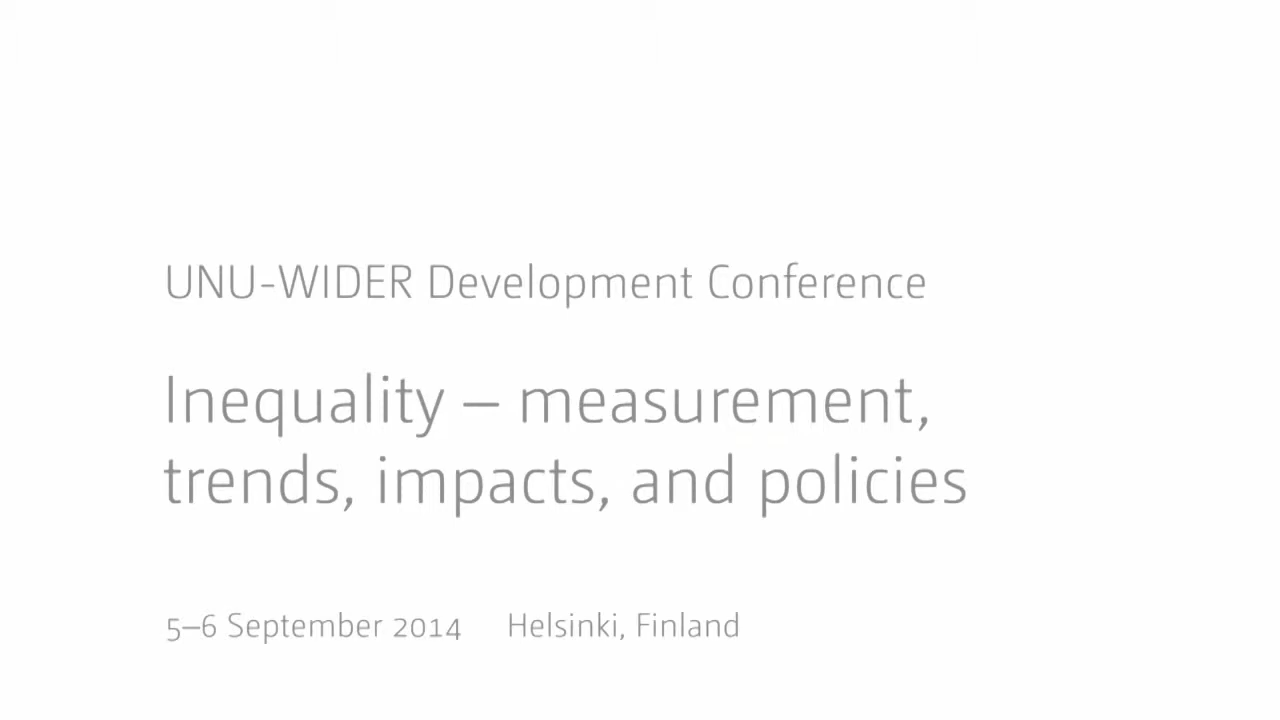 UNU-WIDER Development Conference
Inequality – measurement,
trends, impacts, and policies
5–6 September 2014 Helsinki, Finland